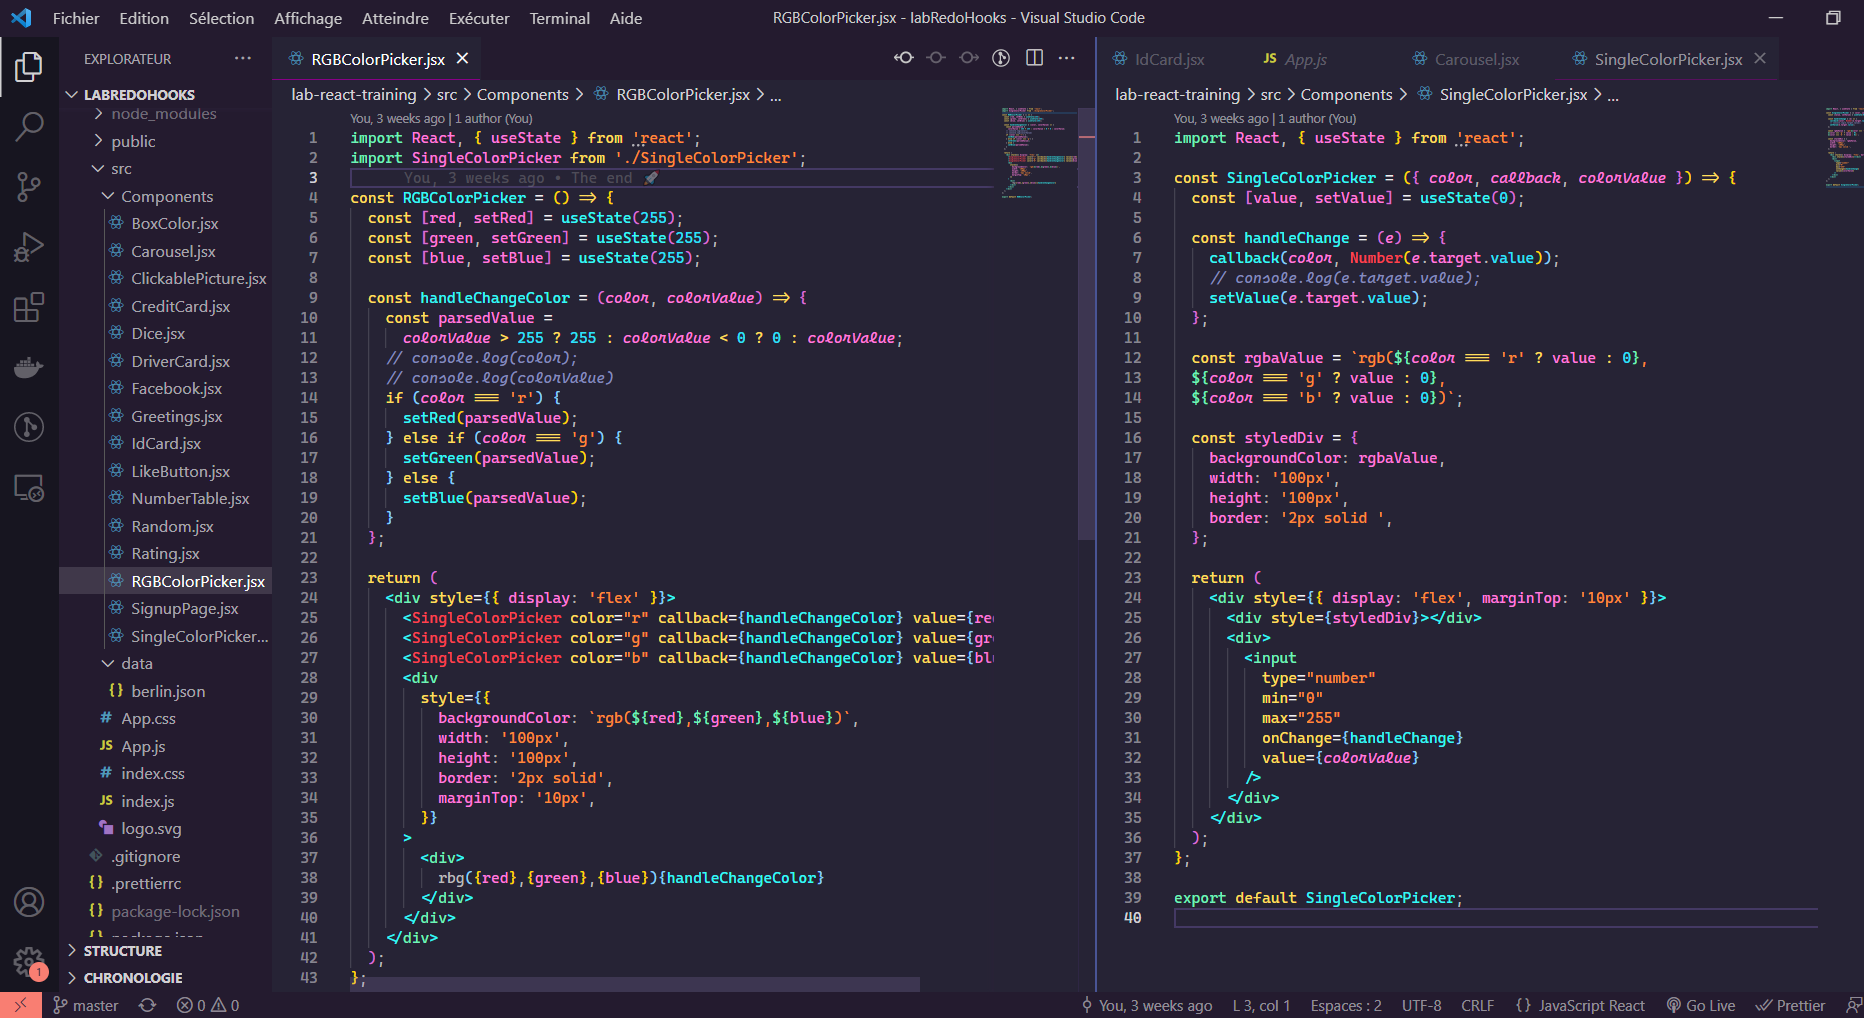 Fichier Edition Sélection Affichage Atteindre Exécuter Terminal Aide
RGBColorPicker.jsx - labRedoHooks - Visual Studio Code
EXPLORATEUR ...
LABREDOHOOKS
node_modules
public
src
Components
BoxColor.jsx
Carousel.jsx
ClickablePicture.jsx
CreditCard.jsx
Dice.jsx
DriverCard.jsx
Facebook.jsx
Greetings.jsx
IdCard.jsx
LikeButton.jsx
NumberTable.jsx
Random.jsx
Rating.jsx
RGBColorPicker.jsx
SignupPage.jsx
SingleColorPicker...
data
{} berlin.json
# App.css
JS App.js
# index.css
JS index.js
logo.svg
.gitignore
{} .prettierrc
{} package-lock.json
STRUCTURE
CHRONOLOGIE
1
RGBColorPicker.jsx
lab-react-training > src > Components > RGBColorPicker.jsx > ...
You, 3 weeks ago | 1 author (You)
1 import React, { useState } from 'react';
2 import SingleColorPicker from './SingleColorPicker';
3 You, 3 weeks ago • The end 🚀
4 const RGBColorPicker = () => {
5 const [red, setRed] = useState(255);
6 const [green, setGreen] = useState(255);
7 const [blue, setBlue] = useState(255);
8
9 const handleChangeColor = (color, colorValue) => {
10 const parsedValue =
11 colorValue > 255 ? 255 : colorValue < 0 ? 0 : colorValue;
12 // console.log(color);
13 // console.log(colorValue)
14 if (color === 'r') {
15 setRed(parsedValue);
16 } else if (color === 'g') {
17 setGreen(parsedValue);
18 } else {
19 setBlue(parsedValue);
20 }
21 };
22
23 return (
24 <div style={{ display: 'flex' }}>
25 <SingleColorPicker color="r" callback={handleChangeColor} value={red
26 <SingleColorPicker color="g" callback={handleChangeColor} value={gr
27 <SingleColorPicker color="b" callback={handleChangeColor} value={blu
28 <div
29 style={{
30 backgroundColor: `rgb(${red},${green},${blue})`,
31 width: '100px',
32 height: '100px',
33 border: '2px solid',
34 marginTop: '10px',
35 }}
36 >
37 <div>
38 rbg({red},{green},{blue}){handleChangeColor}
39 </div>
40 </div>
41 </div>
42 );
43 };
IdCard.jsx
JS App.js
Carousel.jsx
SingleColorPicker.jsx
lab-react-training > src > Components > SingleColorPicker.jsx > ...
You, 3 weeks ago | 1 author (You)
1 import React, { useState } from 'react';
2
3 const SingleColorPicker = ({ color, callback, colorValue }) => {
4 const [value, setValue] = useState(0);
5
6 const handleChange = (e) => {
7 callback(color, Number(e.target.value));
8 // console.log(e.target.value);
9 setValue(e.target.value);
10 };
11
12 const rgbaValue = `rgb(${color === 'r' ? value : 0},
13 ${color === 'g' ? value : 0},
14 ${color === 'b' ? value : 0})`;
15
16 const styledDiv = {
17 backgroundColor: rgbaValue,
18 width: '100px',
19 height: '100px',
20 border: '2px solid ',
21 };
22
23 return (
24 <div style={{ display: 'flex', marginTop: '10px' }}>
25 <div style={styledDiv}></div>
26 <div>
27 <input
28 type="number"
29 min="0"
30 max="255"
31 onChange={handleChange}
32 value={colorValue}
33 />
34 </div>
35 </div>
36 );
37 };
38
39 export default SingleColorPicker;
40
master 0 0
You, 3 weeks ago L 3, col 1 Espaces : 2 UTF-8 CRLF {} JavaScript React Go Live Prettier